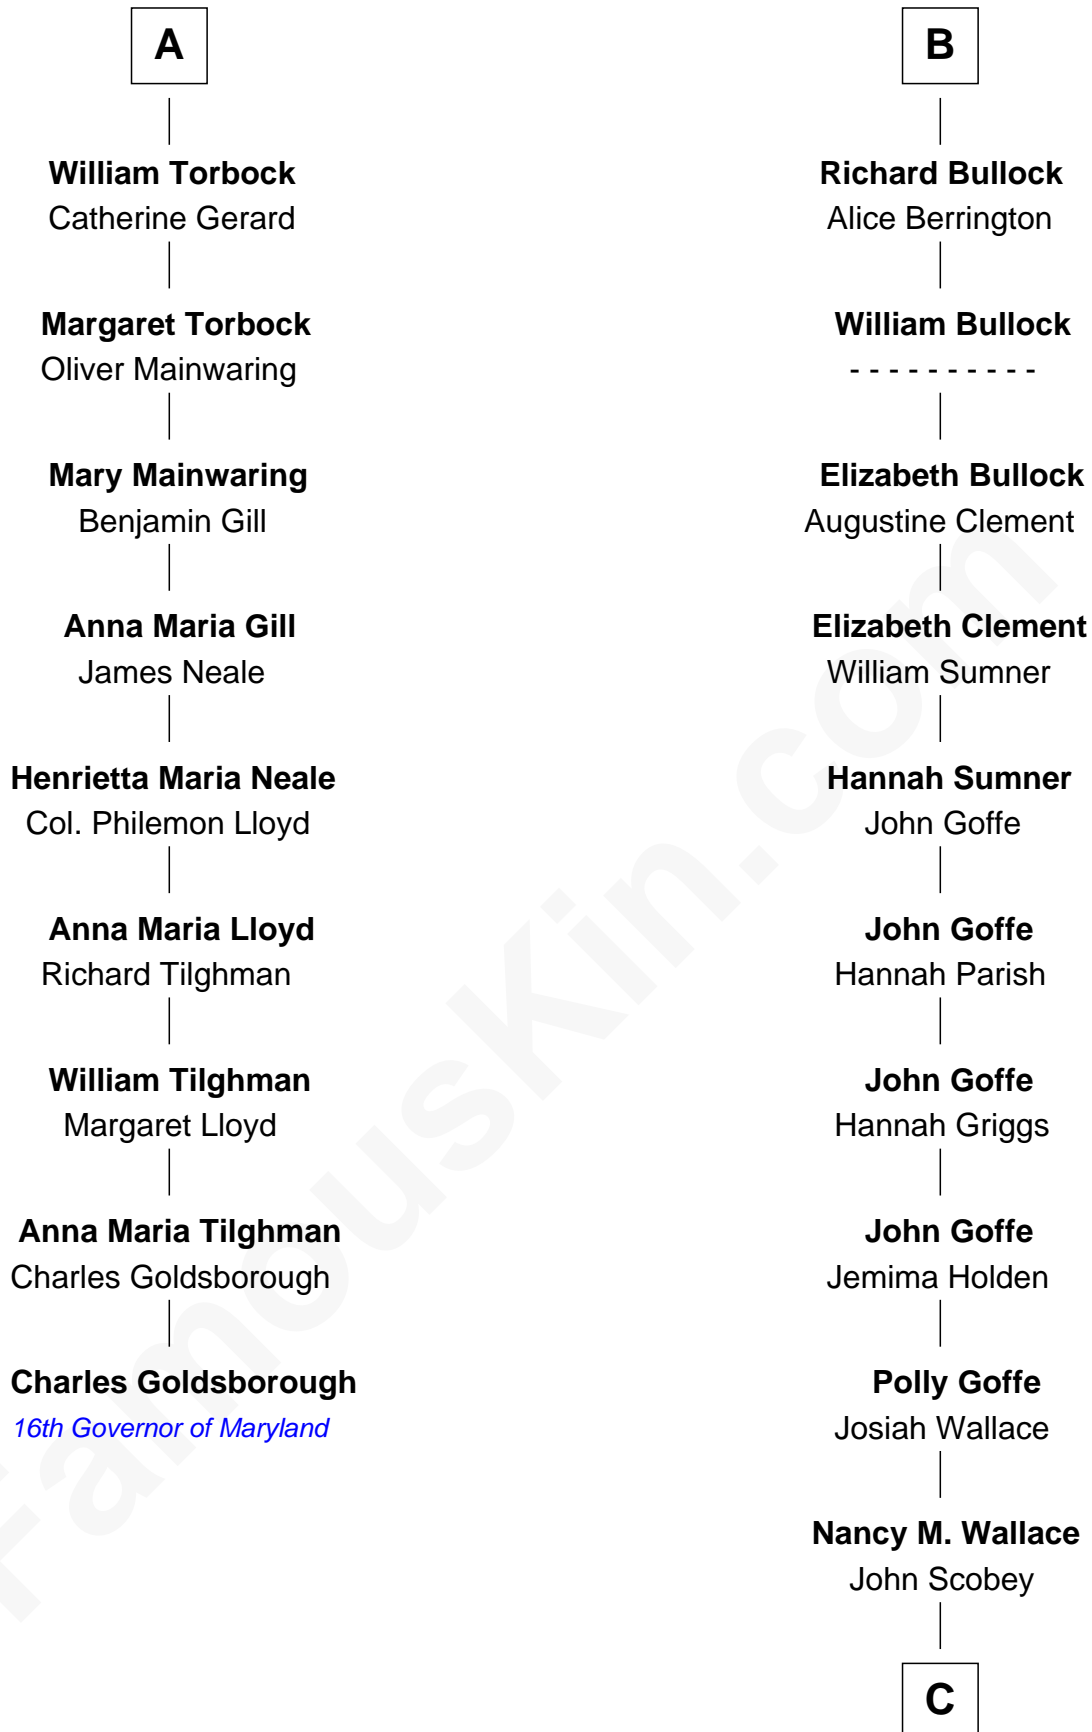 A
William Torbock
Catherine Gerard
Margaret Torbock
Oliver Mainwaring
Mary Mainwaring
Benjamin Gill
Anna Maria Gill
James Neale
Henrietta Maria Neale
Col. Philemon Lloyd
Anna Maria Lloyd
Richard Tilghman
William Tilghman
Margaret Lloyd
Anna Maria Tilghman
Charles Goldsborough
Charles Goldsborough
16th Governor of Maryland
B
Richard Bullock
Alice Berrington
William Bullock
- - - - - - - - - -
Elizabeth Bullock
Augustine Clement
Elizabeth Clement
William Sumner
Hannah Sumner
John Goffe
John Goffe
Hannah Parish
John Goffe
Hannah Griggs
John Goffe
Jemima Holden
Polly Goffe
Josiah Wallace
Nancy M. Wallace
John Scobey
C
FamousKin.com